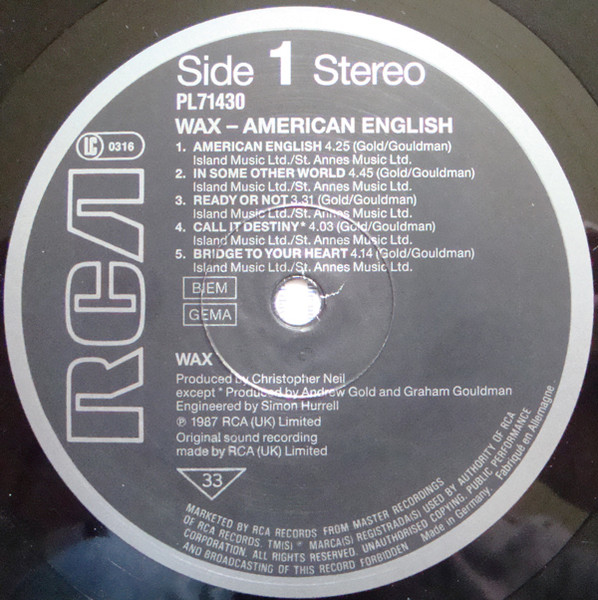 Side 1 Stereo
PL71430
WAX – AMERICAN ENGLISH
LC 0316
1. AMERICAN ENGLISH 4.25 (Gold/Gouldman)
Island Music Ltd./St. Annes Music Ltd.
2. IN SOME OTHER WORLD 4.45 (Gold/Gouldman)
Island Music Ltd./St. Annes Music Ltd.
3. READY OR NOT 3.31 (Gold/Gouldman)
Island Music Ltd./St. Annes Music Ltd.
4. CALL IT DESTINY* 4.03 (Gold/Gouldman)
Island Music Ltd./St. Annes Music Ltd.
5. BRIDGE TO YOUR HEART 4.14 (Gold/Gouldman)
Island Music Ltd./St. Annes Music Ltd.
BIEM
GEMA
RCA
WAX
Produced by Christopher Neil
except * Produced by Andrew Gold and Graham Gouldman
Engineered by Simon Hurrell
℗ 1987 RCA (UK) Limited
Original sound recording
made by RCA (UK) Limited
33
MARKETED BY RCA RECORDS FROM MASTER RECORDINGS
OF RCA RECORDS. TM(S)® MARCA(S) REGISTRADA(S) USED BY AUTHORITY OF RCA
CORPORATION. ALL RIGHTS RESERVED. UNAUTHORISED COPYING. PUBLIC PERFORMANCE
AND BROADCASTING OF THIS RECORD FORBIDDEN
Made in Germany. Fabriqué en Allemagne